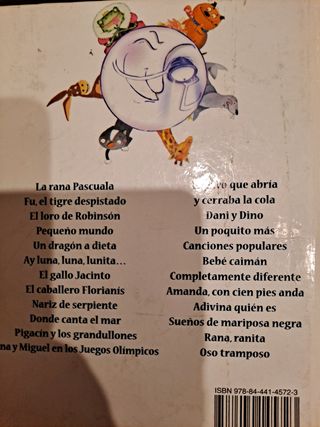 La rana Pascuala
Fu, el tigre despistado
El loro de Robinsón
Pequeño mundo
Un dragón a dieta
Ay luna, luna, lunita…
El gallo Jacinto
El caballero Florianís
Nariz de serpiente
Donde canta el mar
Pigacín y los grandullones
y Miguel en los Juegos Olímpicos
que abría
y cerraba la cola
Dani y Dino
Un poquito más
Canciones populares
Bebé caimán
Completamente diferente
Amanda, con cien pies anda
Adivina quién es
Sueños de mariposa negra
Rana, ranita
Oso tramposo
ISBN 978-84-441-4572-3